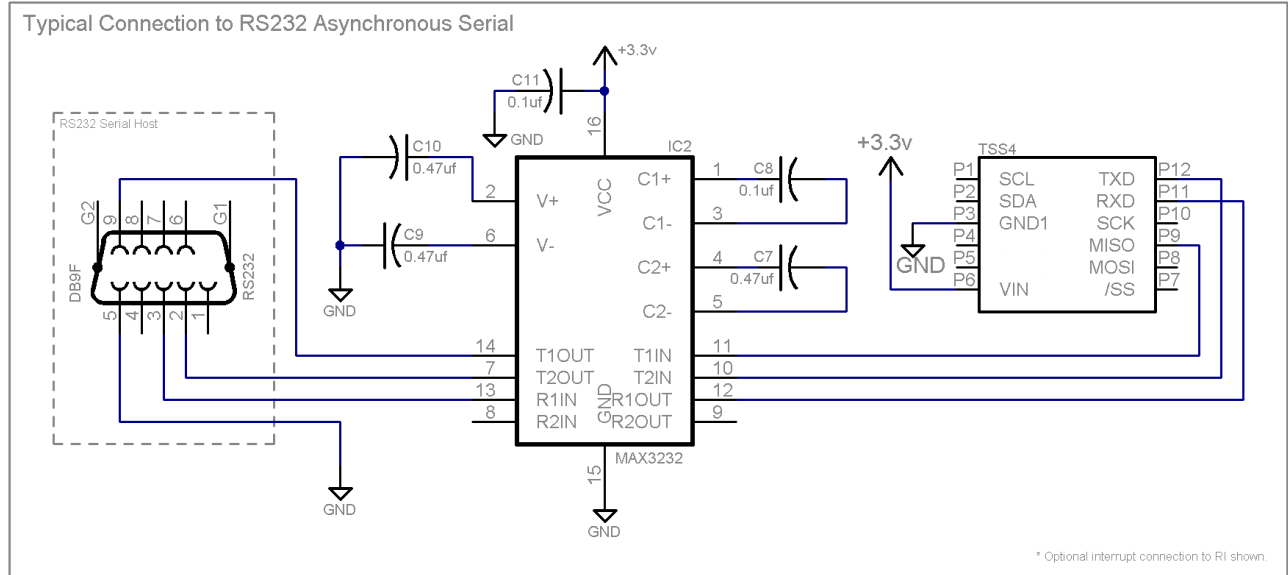 Typical Connection to RS232 Asynchronous Serial
+3.3v
C11
0.1uf
GND
16
IC2
RS232 Serial Host
C10
0.47uf
2
V+
VCC
C1+
1
C8
0.1uf
3
C1-
C9
0.47uf
6
V-
C2+
4
C7
0.47uf
5
C2-
GND
+3.3v
TSS4
P1
SCL
TXD
P12
P2
SDA
RXD
P11
P3
GND1
SCK
P10
P4
MISO
P9
GND
P5
MOSI
P8
P6
VIN
/SS
P7
G2
9
8
7
6
G1
DB9F
RS232
5
4
3
2
1
14
T1OUT
T1IN
11
7
T2OUT
T2IN
10
13
R1IN
GND
R1OUT
12
8
R2IN
R2OUT
9
MAX3232
15
GND
GND
* Optional interrupt connection to RI shown.